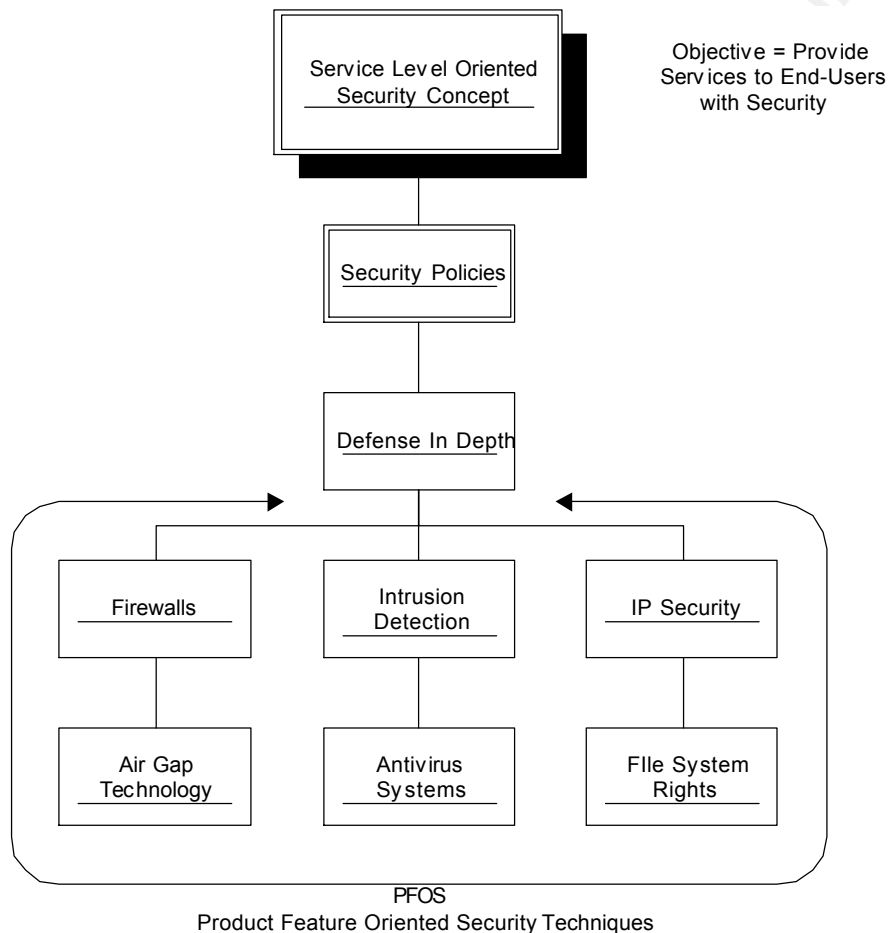 Service Level Oriented
Security Concept
Objective = Provide
Services to End-Users
with Security
Security Policies
Defense In Depth
Firewalls
Intrusion
Detection
IP Security
Air Gap
Technology
Antivirus
Systems
FIle System
Rights
PFOS
Product Feature Oriented Security Techniques